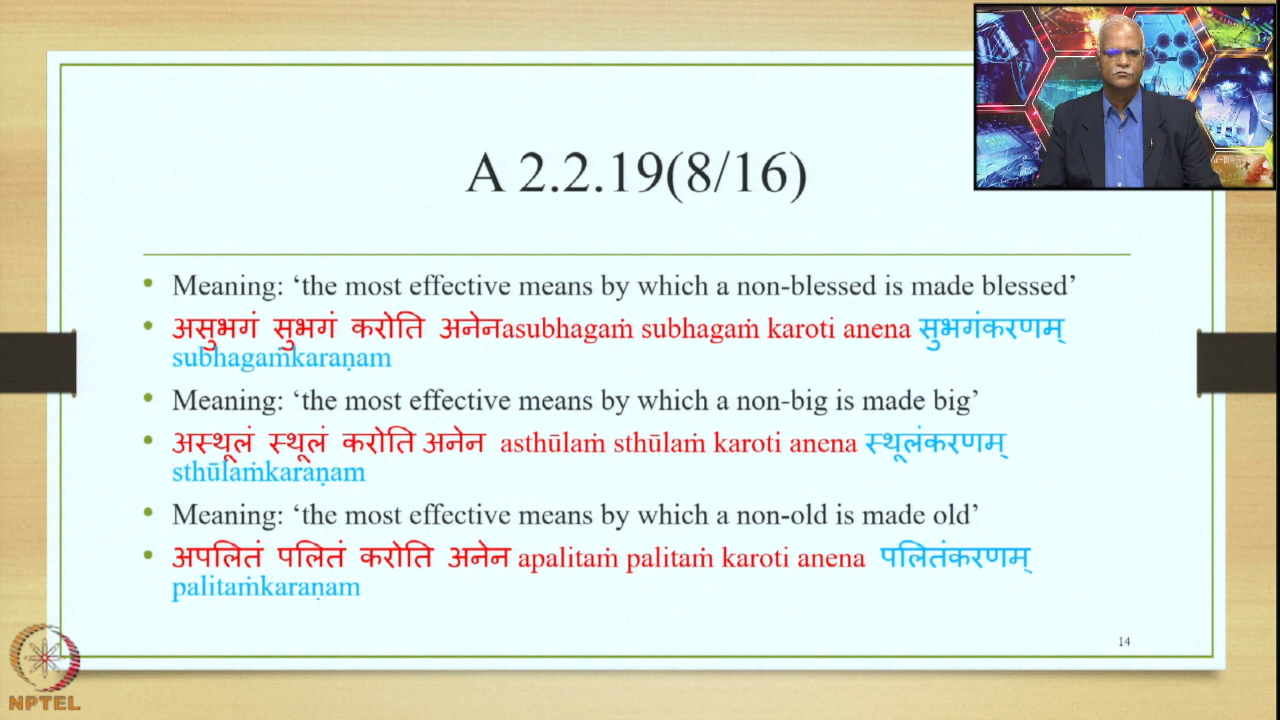 A 2.2.19(8/16)
• Meaning: ‘the most effective means by which a non-blessed is made blessed’
• असुभगं सुभगं करोति अनेनasubhagaṁ subhagaṁ karoti anena सुभगंकरणम्
subhagaṁkaraṇam
• Meaning: ‘the most effective means by which a non-big is made big’
• अस्थूलं स्थूलं करोति अनेन asthūlaṁ sthūlaṁ karoti anena स्थूलंकरणम्
sthūlaṁkaraṇam
• Meaning: ‘the most effective means by which a non-old is made old’
• अपलितं पलितं करोति अनेन apalitaṁ palitaṁ karoti anena पलितंकरणम्
palitaṁkaraṇam
14
NPTEL